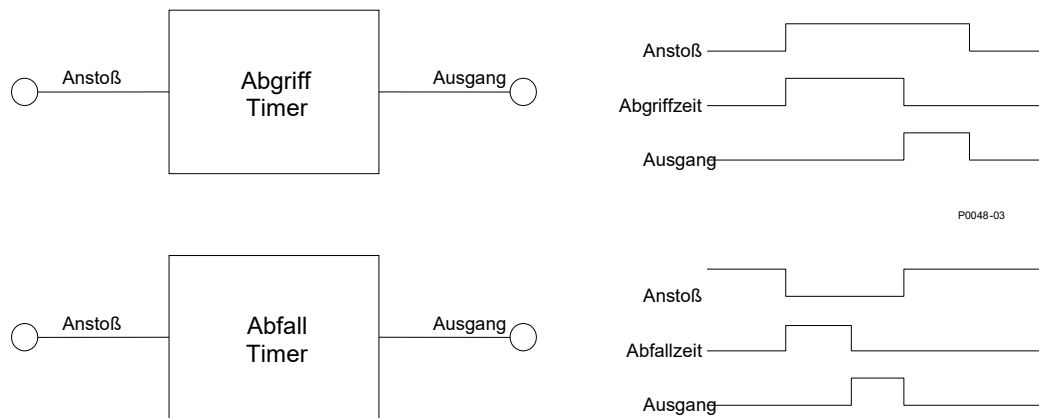 Anstoß
Abgriff
Timer
Ausgang
Anstoß
Abgriffzeit
Ausgang
P0048-03
Anstoß
Abfall
Timer
Ausgang
Anstoß
Abfallzeit
Ausgang